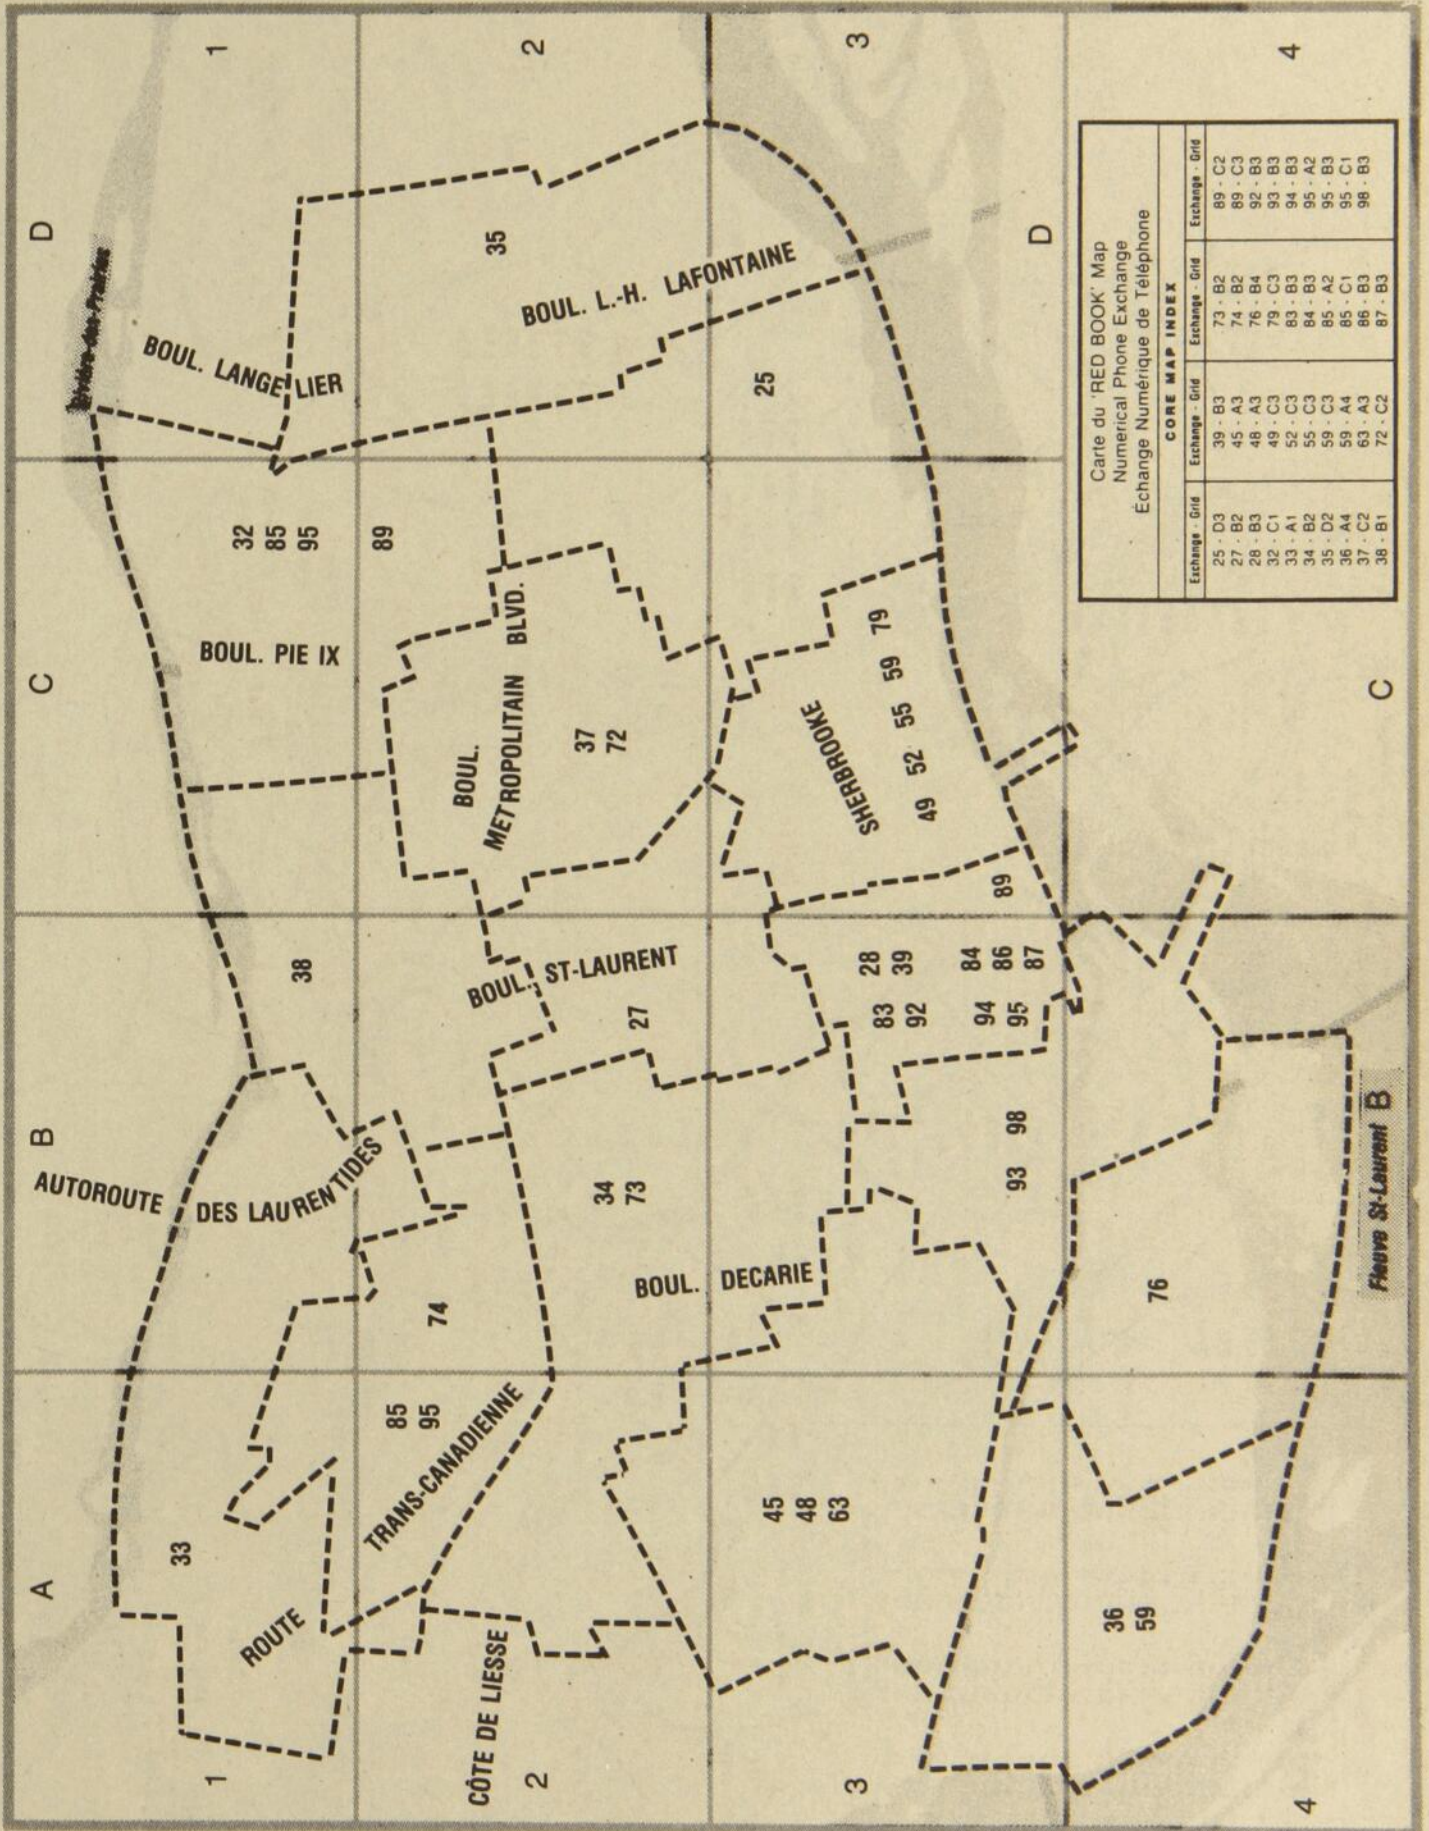 A
B
C
D
1
1
Rivière-des-Prairies
BOUL. LANGELIER
AUTOROUTE
DES LAURENTIDES
BOUL. PIE IX
32
85
95
38
33
ROUTE
TRANS-CANADIENNE
2
2
89
35
BOUL. L.-H. LAFONTAINE
BOUL.
METROPOLITAIN BLVD.
37
72
BOUL. ST-LAURENT
27
74
85
95
34
73
CÔTE DE LIESSE
BOUL. DECARIE
3
3
25
SHERBROOKE
49 52 55 59 79
89
28
39
83
92
84
86
87
94
95
93 98
45
48
63
D
4
4
76
36
59
C
Fleuve St-Laurent B
Carte du 'RED BOOK' Map
Numerical Phone Exchange
Échange Numérique de Téléphone
CORE MAP INDEX
Exchange - Grid Exchange - Grid Exchange - Grid Exchange - Grid
25 - D3 39 - B3 73 - B2 89 - C2
27 - B2 45 - A3 74 - B2 89 - C3
28 - B3 48 - A3 76 - B4 92 - B3
32 - C1 49 - C3 79 - C3 93 - B3
33 - A1 52 - C3 83 - B3 94 - B3
34 - B2 55 - C3 84 - B3 95 - A2
35 - D2 59 - C3 85 - A2 95 - B3
36 - A4 59 - A4 85 - C1 95 - C1
37 - C2 63 - A3 86 - B3 98 - B3
38 - B1 72 - C2 87 - B3